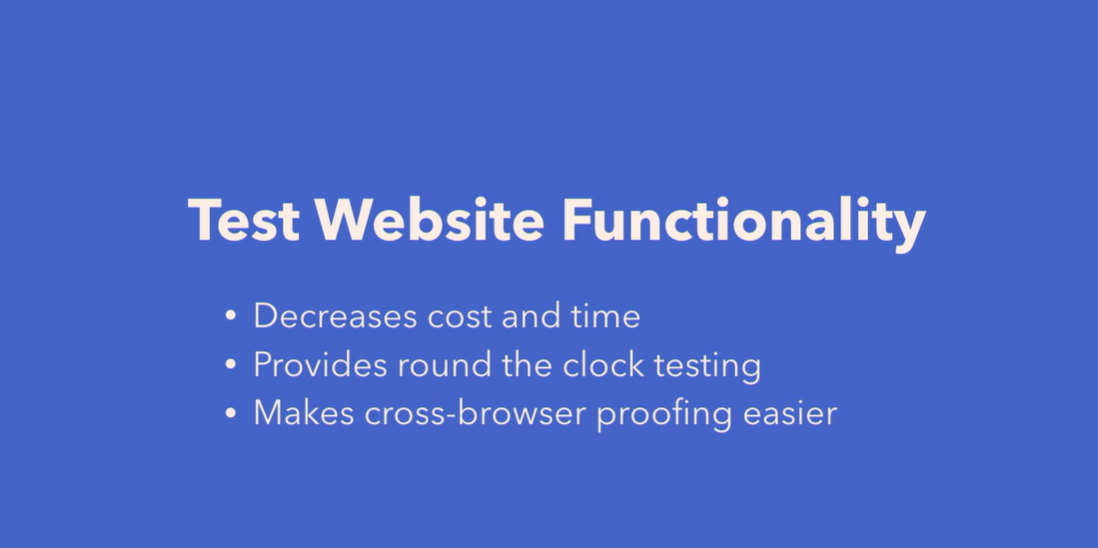 Test Website Functionality
• Decreases cost and time
• Provides round the clock testing
• Makes cross-browser proofing easier